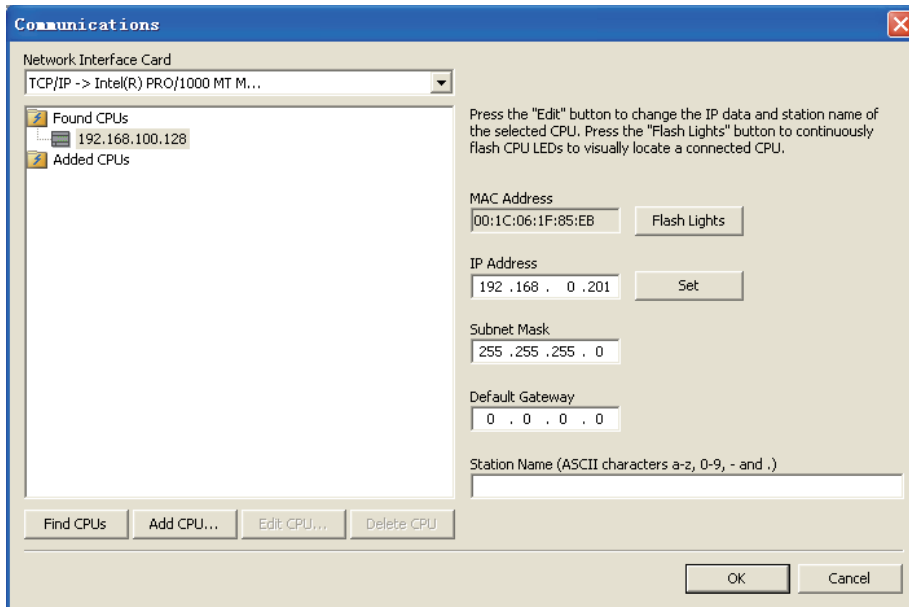 Communications
Network Interface Card
TCP/IP -> Intel(R) PRO/1000 MT M...
Found CPUs
192.168.100.128
Added CPUs
Press the "Edit" button to change the IP data and station name of
the selected CPU. Press the "Flash Lights" button to continuously
flash CPU LEDs to visually locate a connected CPU.
MAC Address
00:1C:06:1F:85:EB
Flash Lights
IP Address
192 .168 . 0 .201
Set
Subnet Mask
255 .255 .255 . 0
Default Gateway
0 . 0 . 0 . 0
Station Name (ASCII characters a-z, 0-9, - and .)
Find CPUs
Add CPU...
Edit CPU...
Delete CPU
OK
Cancel